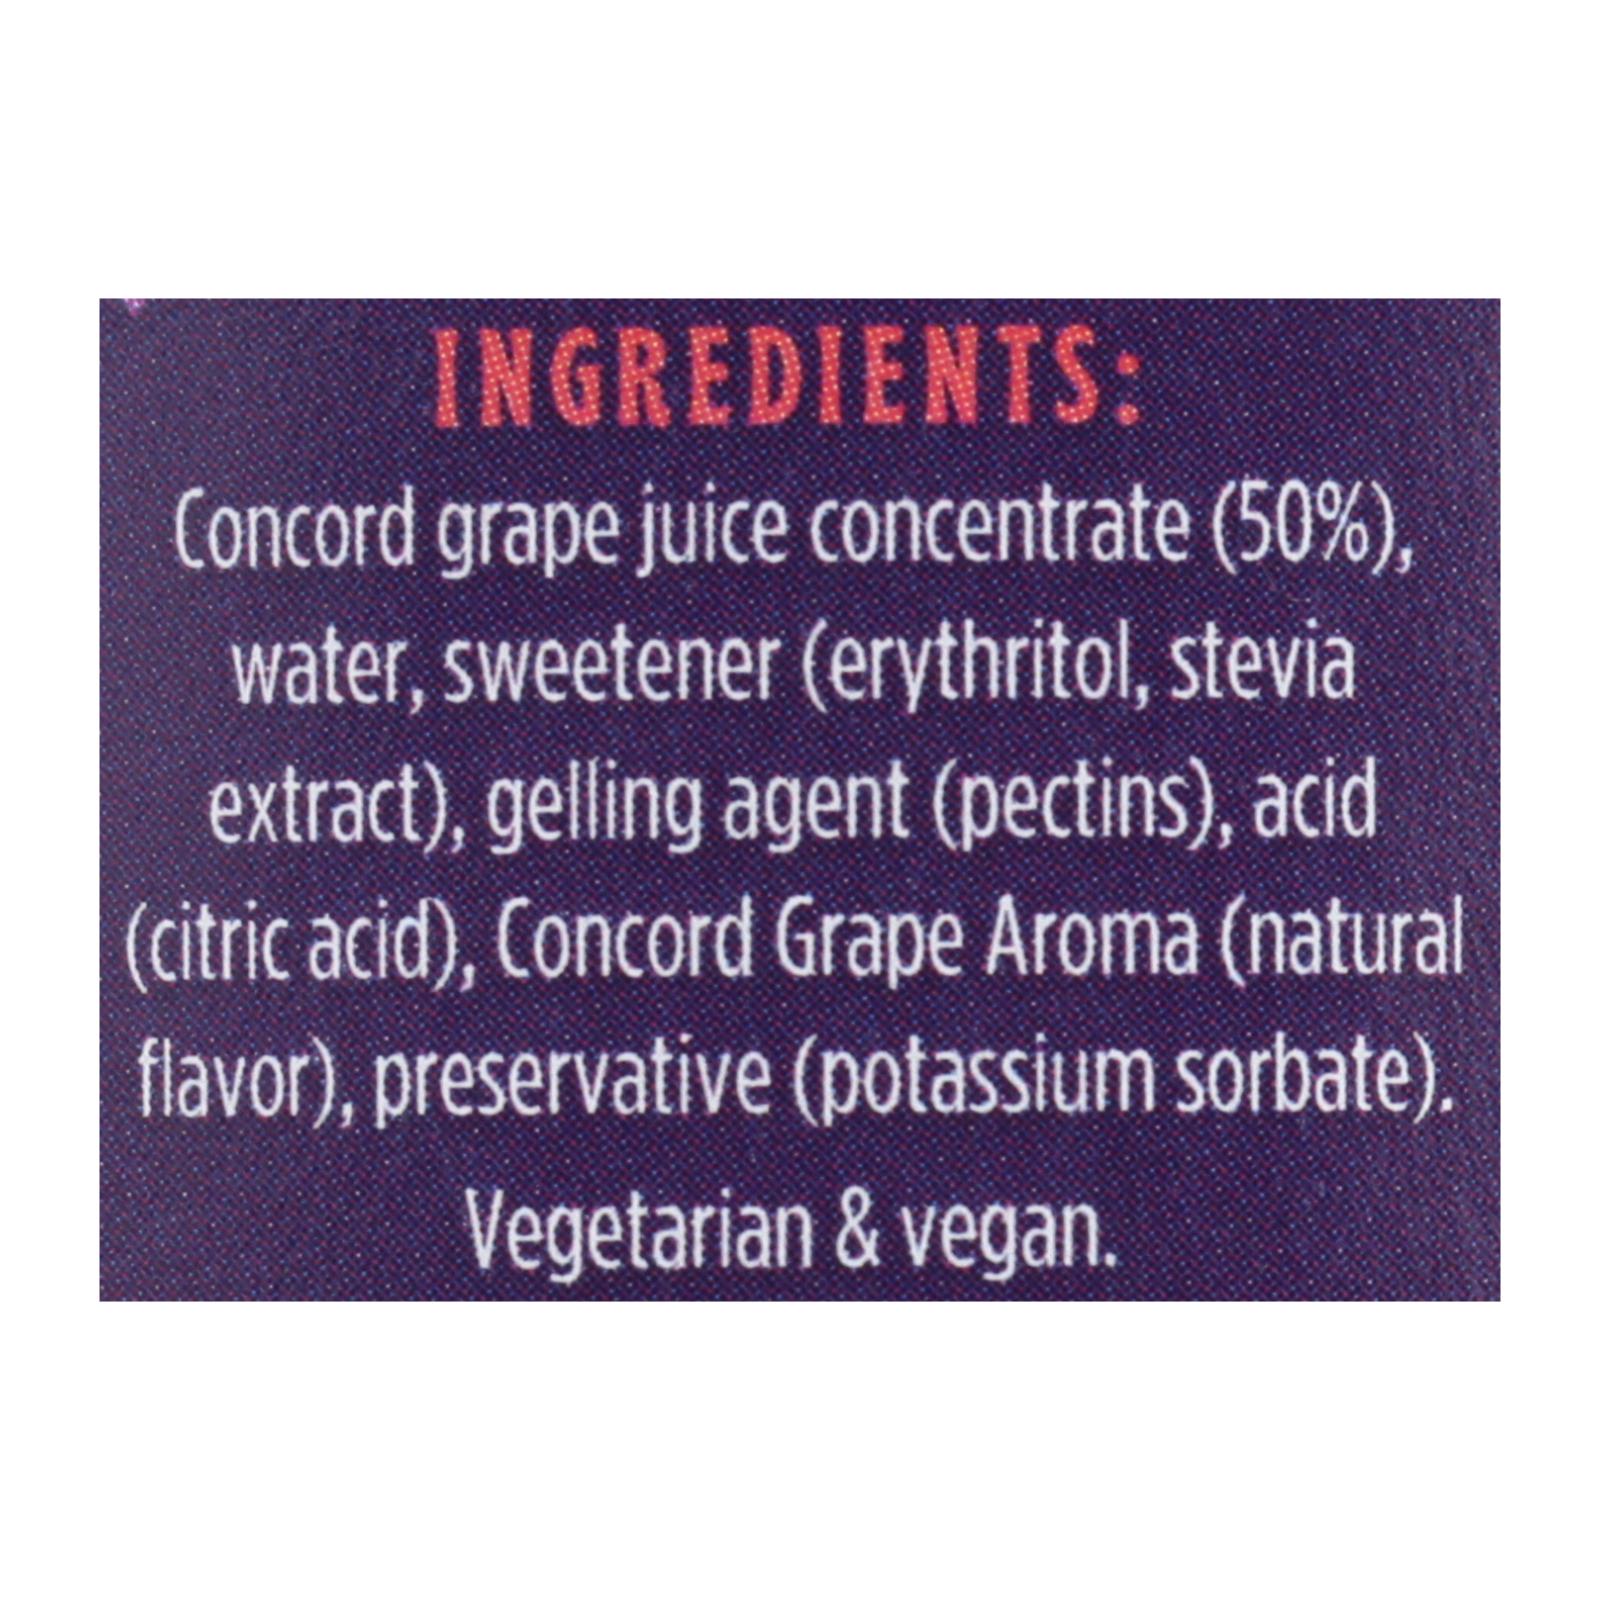 INGREDIENTS:
Concord grape juice concentrate (50%),
water, sweetener (erythritol, stevia
extract), gelling agent (pectins), acid
(citric acid), Concord Grape Aroma (natural
flavor), preservative (potassium sorbate).
Vegetarian & vegan.